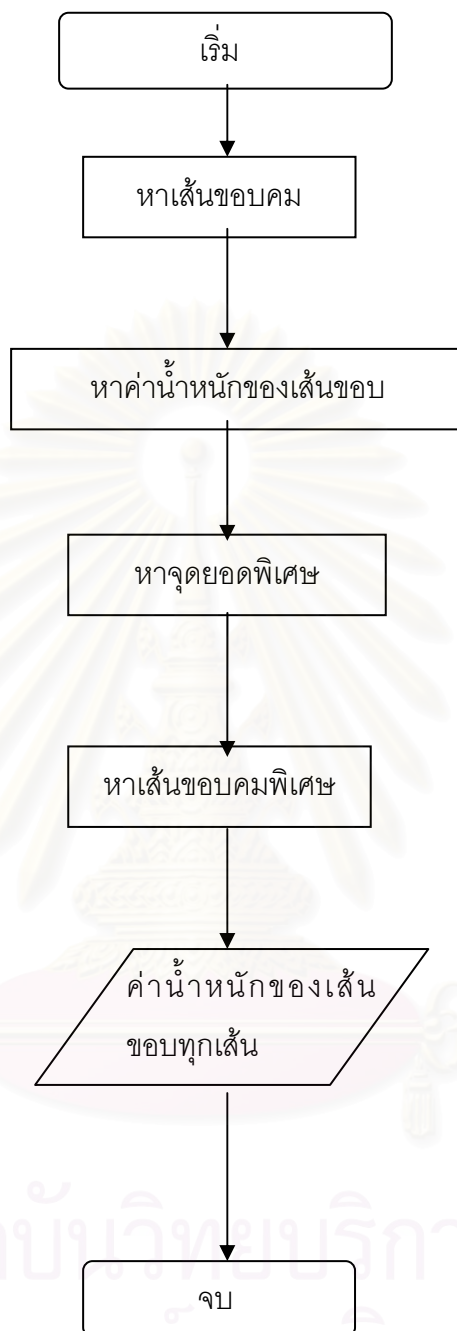 เริ่ม
หาเส้นขอบคม
หาค่าน้ำหนักของเส้นขอบ
หาจุดยอดพิเศษ
หาเส้นขอบคมพิเศษ
ค่าน้ำหนักของเส้น
ขอบทุกเส้น
จบ